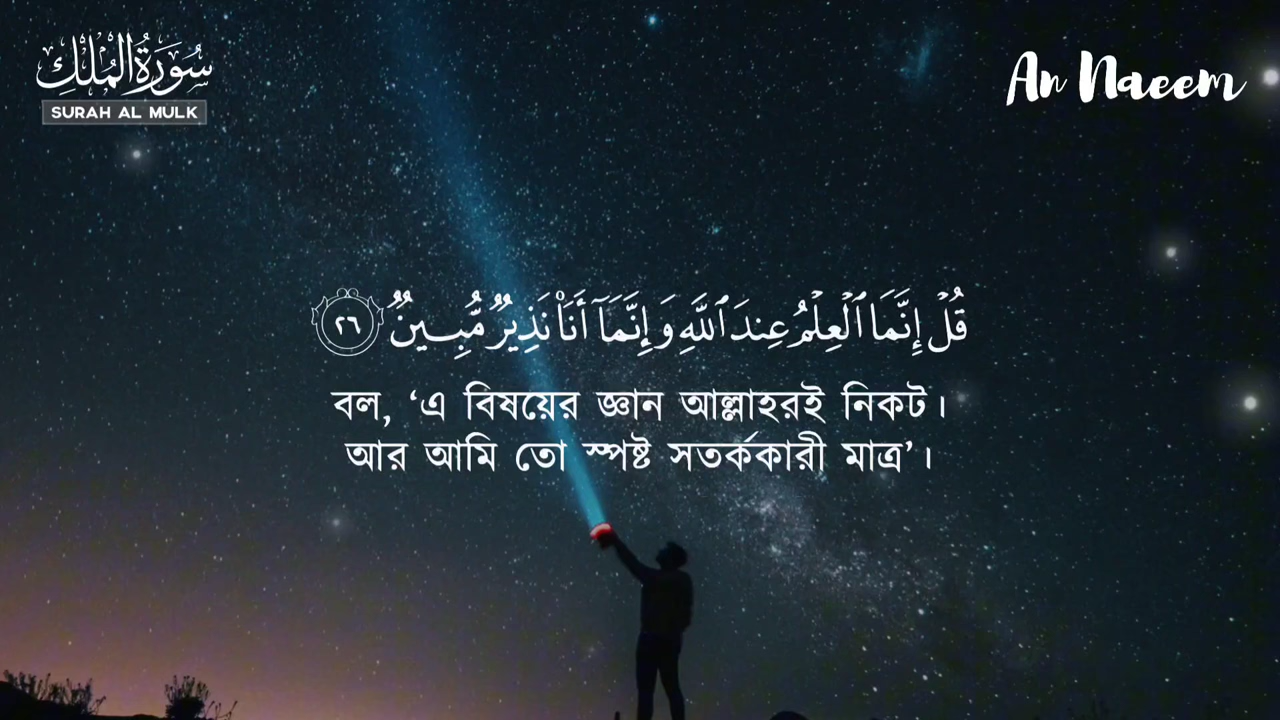 سُورَةُ الْمُلْكِ
SURAH AL MULK
An Naeem
قُلْ إِنَّمَا ٱلْعِلْمُ عِندَ ٱللَّهِ وَإِنَّمَآ أَنَا۠ نَذِيرٌ مُّبِينٌ ٢٦
বল, ‘এ বিষয়ের জ্ঞান আল্লাহরই নিকট।
আর আমি তো স্পষ্ট সতর্ককারী মাত্র’।